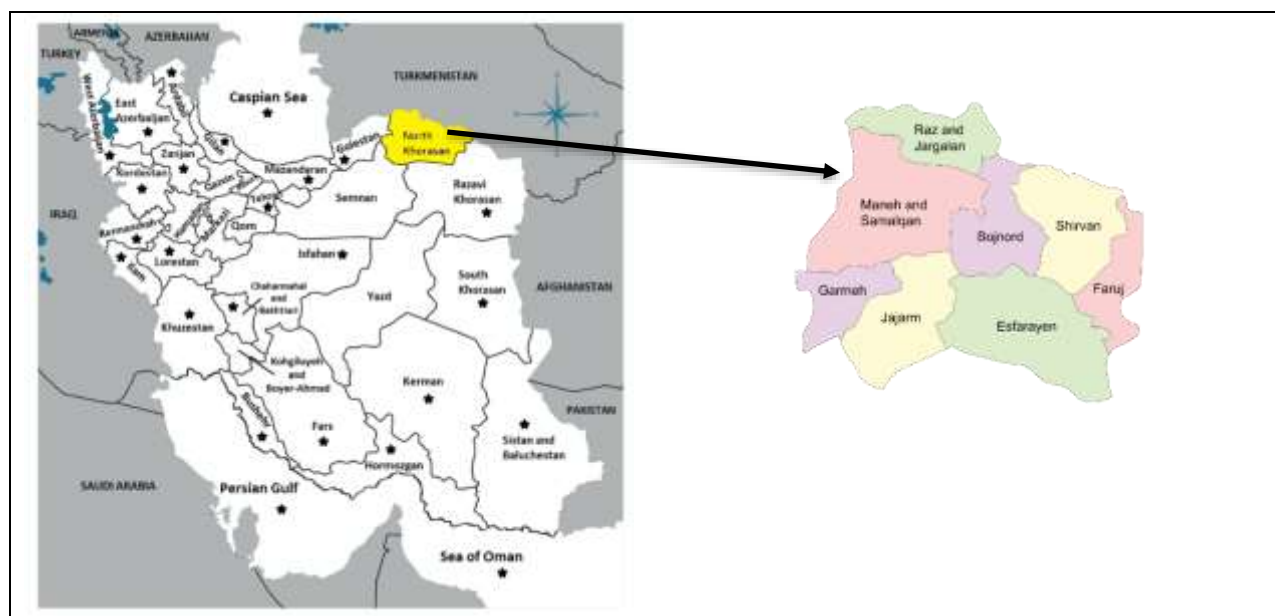 ARMENIA
AZERBAIJAN
TURKEY
TURKMENISTAN
West Azerbaijan
East
Azerbaijan
Ardabil
Gilan
Caspian Sea
Golestan
North
Khorasan
Zanjan
Mazandaran
Kordestan
Qazvin
Tehran
Semnan
Razavi
Khorasan
IRAQ
Kermanshah
Markazi
Qom
Ilam
Lorestan
Isfahan
South
Khorasan
AFGHANISTAN
Chaharmahal
and
Bakhtiari
Yazd
Khuzestan
Kohgiluyeh
and
Boyer-Ahmad
Kerman
Bushehr
Fars
PAKISTAN
Sistan and
Baluchestan
Hormozgan
SAUDI ARABIA
Persian Gulf
Sea of Oman
Raz and
Jargalan
Maneh and
Samalqan
Bojnord
Shirvan
Garmeh
Faruj
Jajarm
Esfarayen